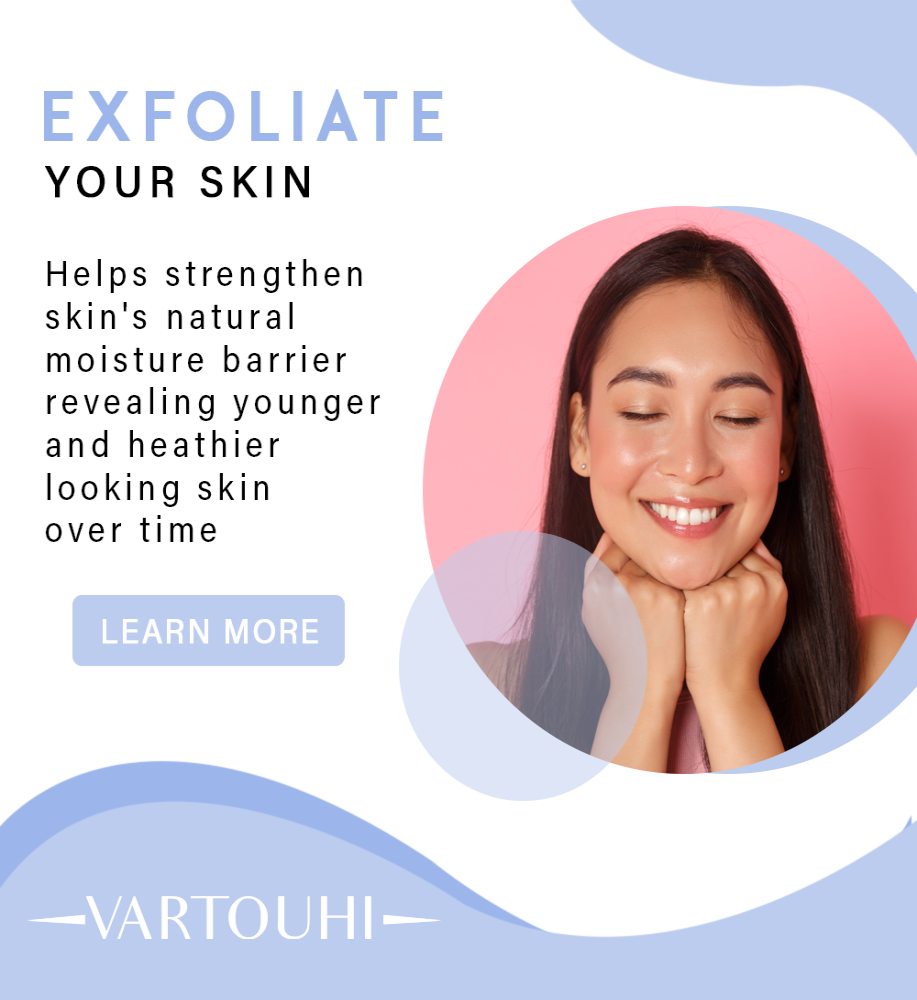 EXFOLIATE
YOUR SKIN
Helps strengthen
skin's natural
moisture barrier
revealing younger
and heathier
looking skin
over time
LEARN MORE
VARTOUHI